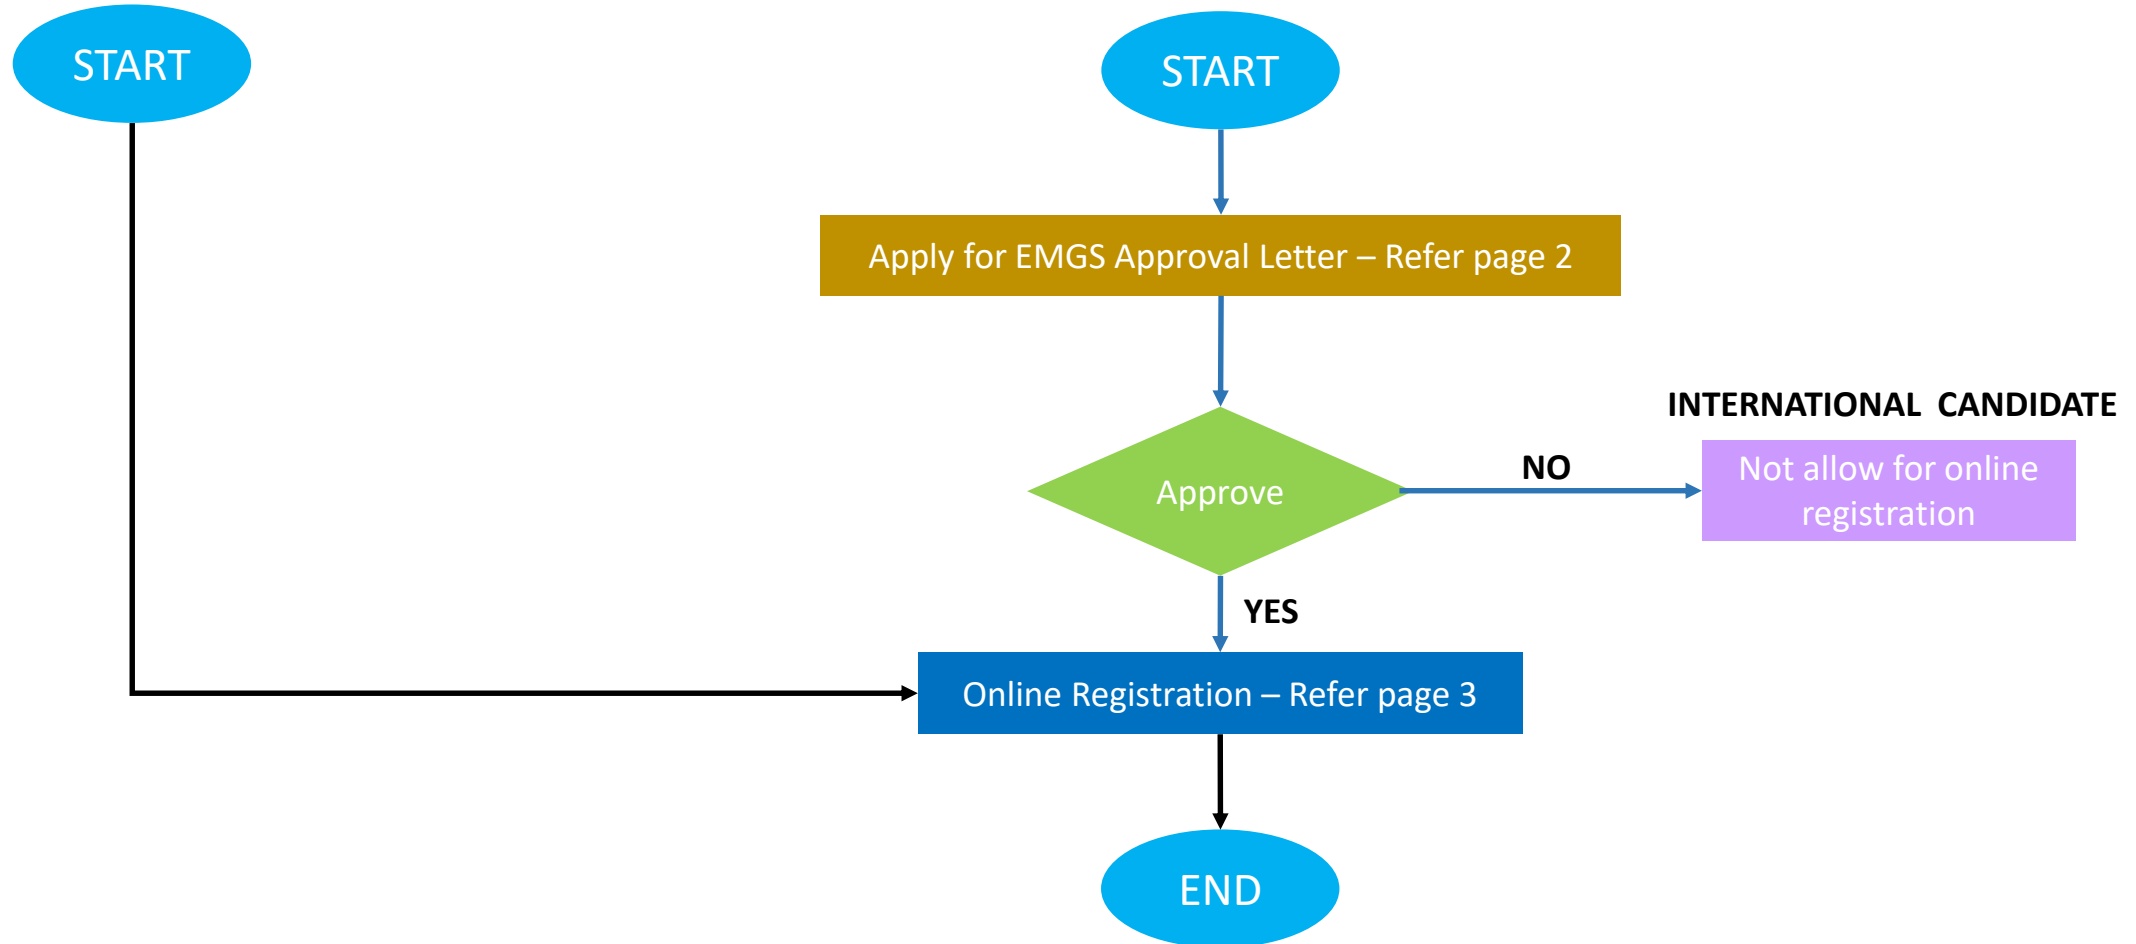 START
START
Apply for EMGS Approval Letter – Refer page 2
INTERNATIONAL  CANDIDATE
Approve
NO
Not allow for online
registration
YES
Online Registration – Refer page 3
END